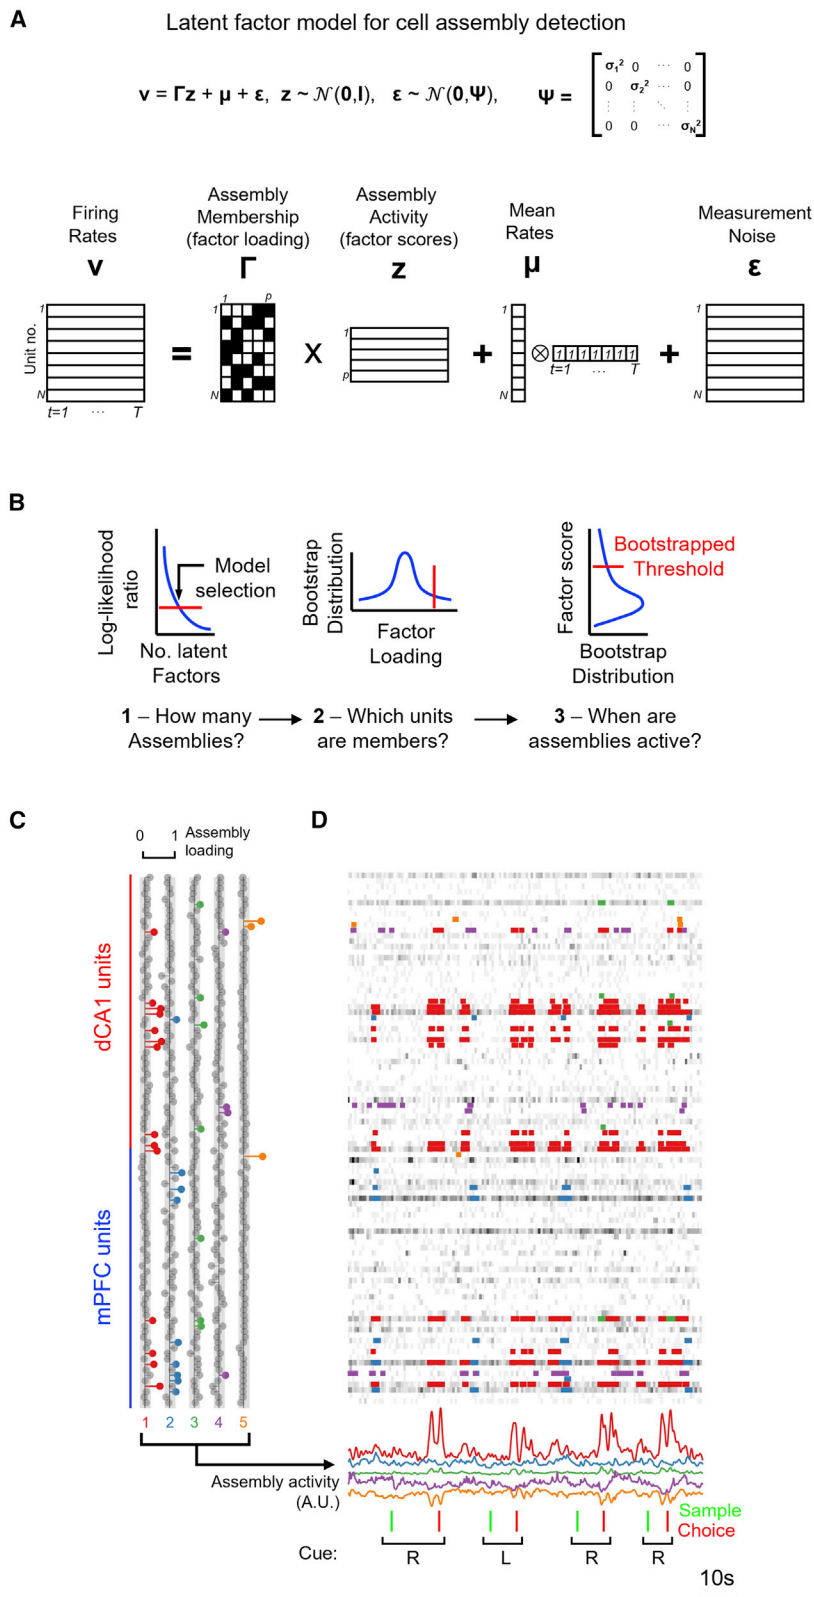 A
Latent factor model for cell assembly detection
v = Γz + μ + ε, z ~ 𝒩(0,I), ε ~ 𝒩(0,Ψ), Ψ =
σ₁² 0 ⋯ 0
0 σ₂² ⋯ 0
⋮ ⋮ ⋱ ⋮
0 0 ⋯ σN²
Firing
Rates
v
Assembly
Membership
(factor loading)
Γ
Assembly
Activity
(factor scores)
z
Mean
Rates
μ
Measurement
Noise
ε
Unit no.
1
N
t=1 ⋯ T
=
1 p
1
N
X
1
p
+
1
N
⊗
1 1 1 1 1 1 1
t=1 ⋯ T
+
1
N
B
Log-likelihood
ratio
Model
selection
No. latent
Factors
Bootstrap
Distribution
Factor
Loading
Factor score
Bootstrapped
Threshold
Bootstrap
Distribution
1 – How many
Assemblies?
2 – Which units
are members?
3 – When are
assemblies active?
C
0 1 Assembly
loading
dCA1 units
mPFC units
1 2 3 4 5
D
Assembly activity
(A.U.)
Sample
Choice
Cue: R L R R
10s